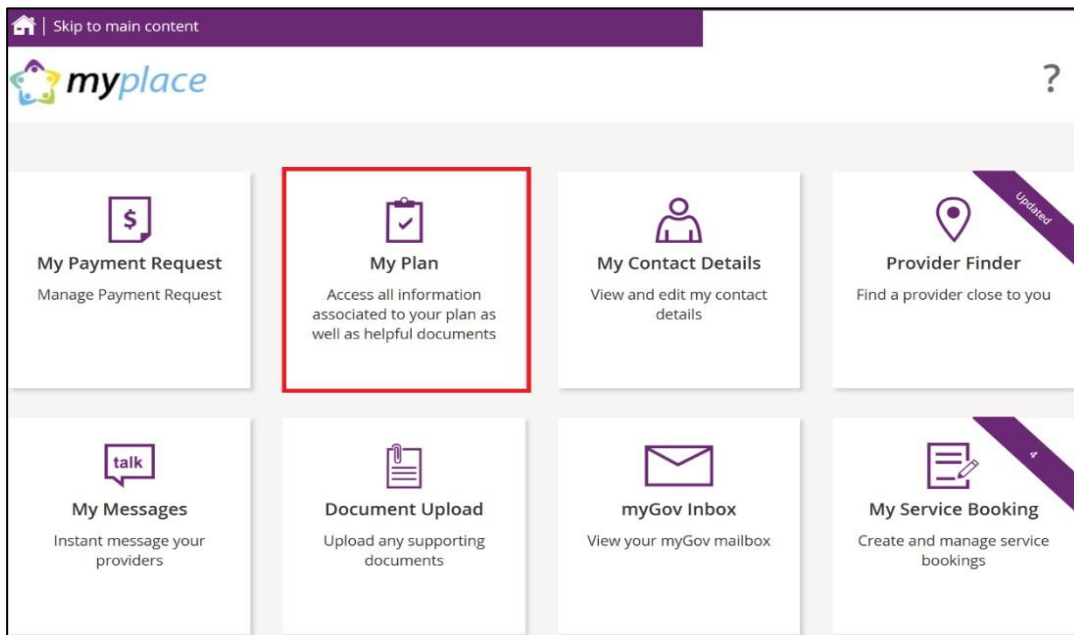 Skip to main content
myplace
?
$
My Payment Request
Manage Payment Request
My Plan
Access all information
associated to your plan as
well as helpful documents
My Contact Details
View and edit my contact
details
Updated
Provider Finder
Find a provider close to you
talk
My Messages
Instant message your
providers
Document Upload
Upload any supporting
documents
myGov Inbox
View your myGov mailbox
4
My Service Booking
Create and manage service
bookings